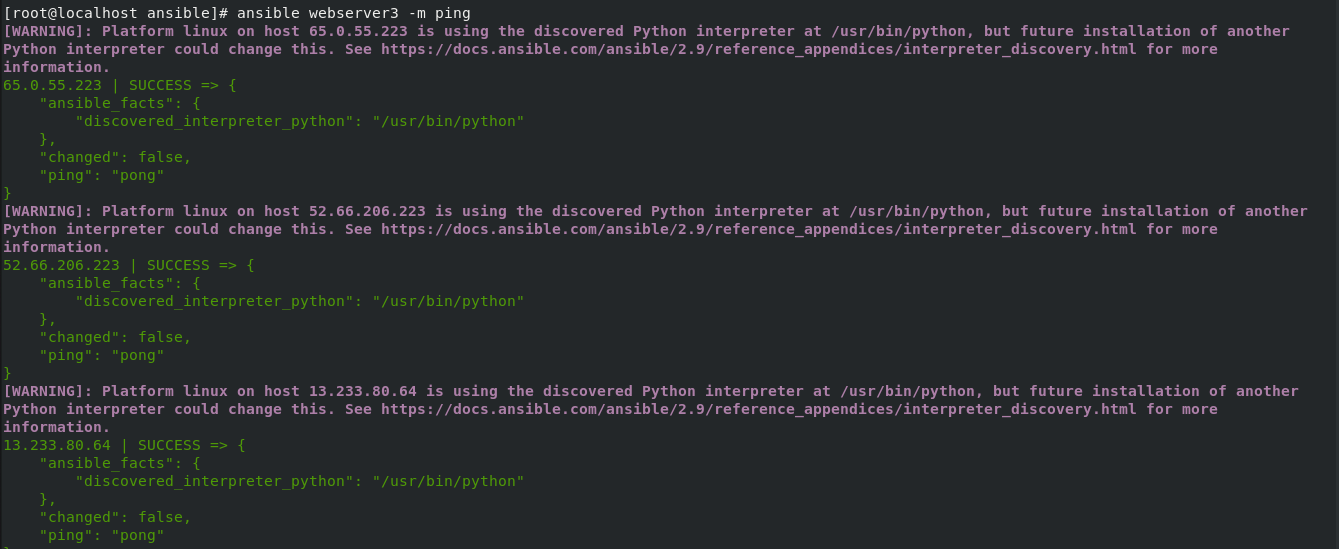 [root@localhost ansible]# ansible webserver3 -m ping
[WARNING]: Platform linux on host 65.0.55.223 is using the discovered Python interpreter at /usr/bin/python, but future installation of another
Python interpreter could change this. See https://docs.ansible.com/ansible/2.9/reference_appendices/interpreter_discovery.html for more
information.
65.0.55.223 | SUCCESS => {
    "ansible_facts": {
        "discovered_interpreter_python": "/usr/bin/python"
    },
    "changed": false,
    "ping": "pong"
}
[WARNING]: Platform linux on host 52.66.206.223 is using the discovered Python interpreter at /usr/bin/python, but future installation of another
Python interpreter could change this. See https://docs.ansible.com/ansible/2.9/reference_appendices/interpreter_discovery.html for more
information.
52.66.206.223 | SUCCESS => {
    "ansible_facts": {
        "discovered_interpreter_python": "/usr/bin/python"
    },
    "changed": false,
    "ping": "pong"
}
[WARNING]: Platform linux on host 13.233.80.64 is using the discovered Python interpreter at /usr/bin/python, but future installation of another
Python interpreter could change this. See https://docs.ansible.com/ansible/2.9/reference_appendices/interpreter_discovery.html for more
information.
13.233.80.64 | SUCCESS => {
    "ansible_facts": {
        "discovered_interpreter_python": "/usr/bin/python"
    },
    "changed": false,
    "ping": "pong"